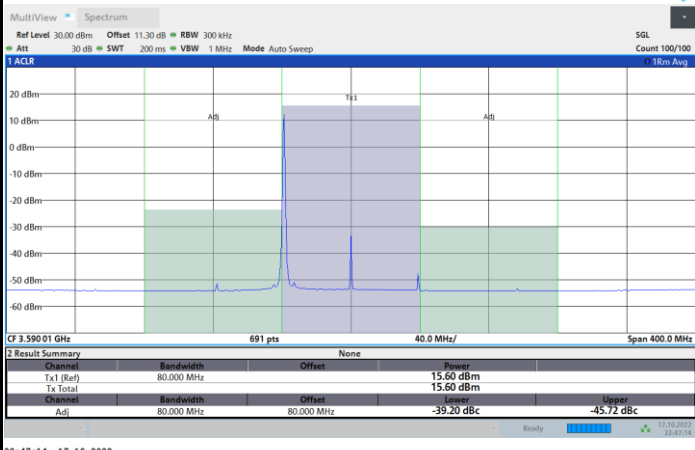 MultiView Spectrum
Ref Level 30.00 dBm Offset 11.30 dB RBW 300 kHz SGL
Att 30 dB SWT 200 ms VBW 1 MHz Mode Auto Sweep Count 100/100
1 ACLR 1Rm Avg
20 dBm
Tx1
10 dBm Adj Adj
0 dBm
-10 dBm
-20 dBm
-30 dBm
-40 dBm
-50 dBm
-60 dBm
CF 3.590 01 GHz 691 pts 40.0 MHz/ Span 400.0 MHz
2 Result Summary None
Channel Bandwidth Offset Power
Tx1 (Ref) 80.000 MHz 15.60 dBm
Tx Total 15.60 dBm
Channel Bandwidth Offset Lower Upper
Adj 80.000 MHz 80.000 MHz -39.20 dBc -45.72 dBc
Ready 17.10.2022
22:47:14